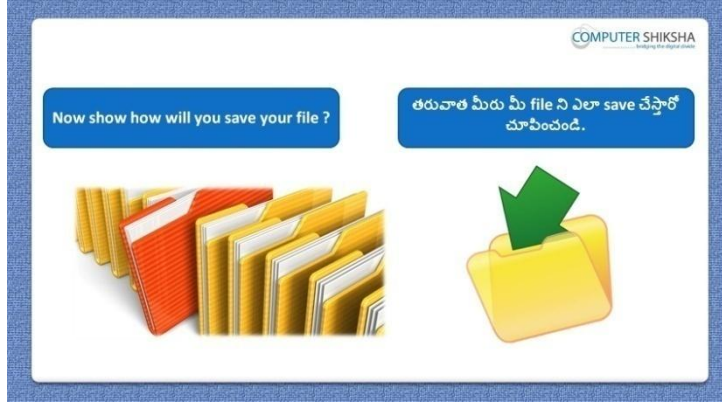 COMPUTER SHIKSHA
bridging the digital divide
Now show how will you save your file ?
తరువాత మీరు మీ file ని ఎలా save చేస్తారో
చూపించండి.